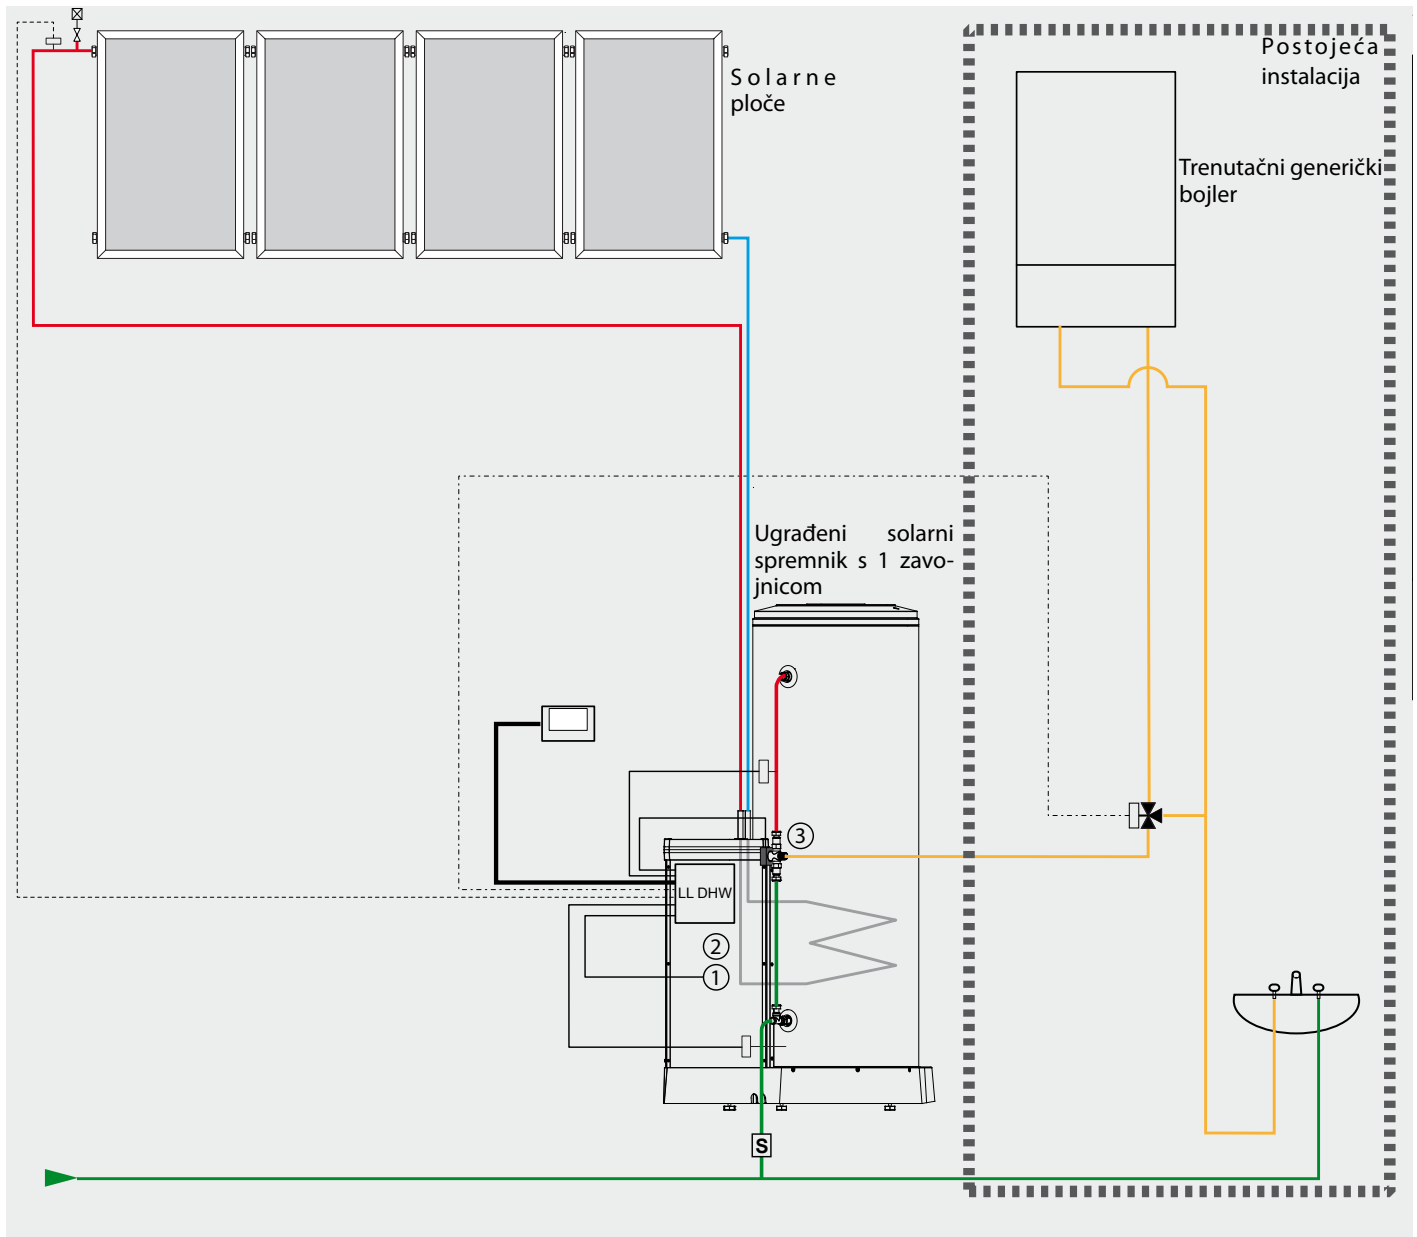 Solarne
ploče
Postojeća
instalacija
Trenutačni generički
bojler
Ugrađeni solarni
spremnik s 1 zavo-
jnicom
3
LL DHW
2
1
S